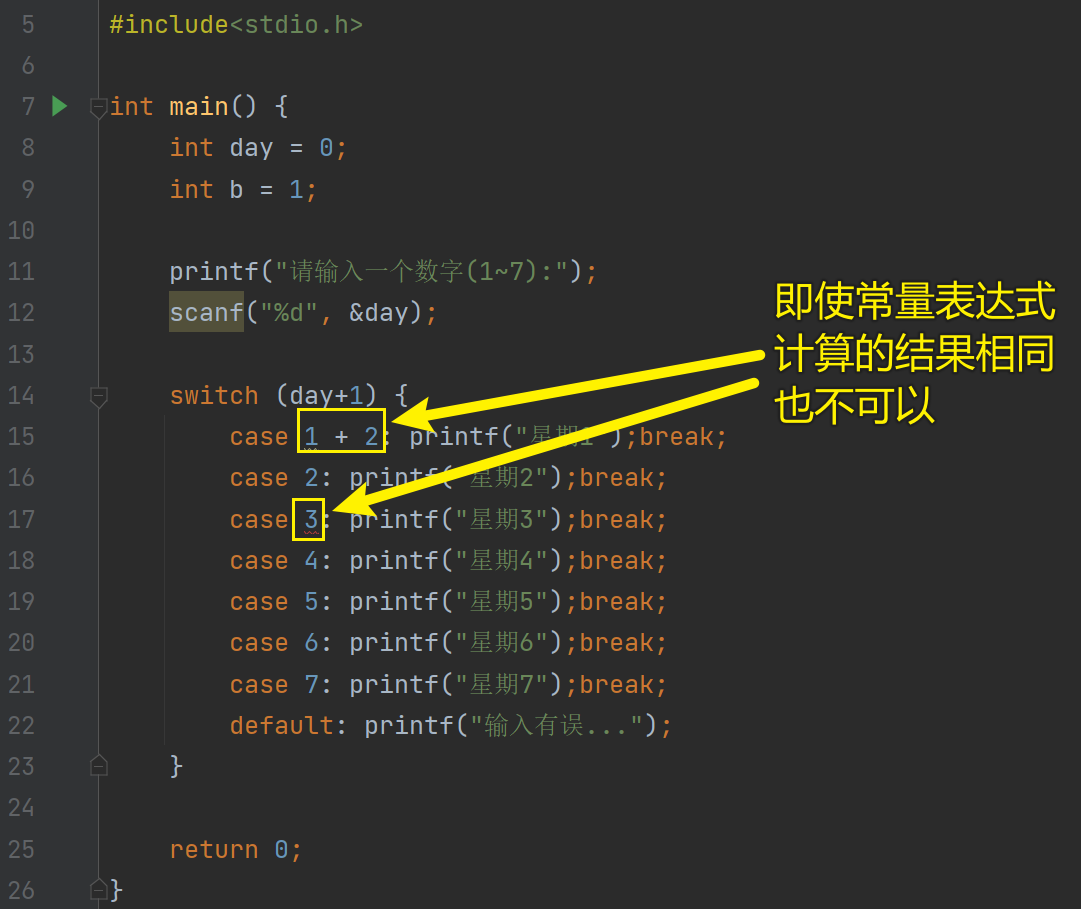 5 #include<stdio.h>
6
7 int main() {
8 int day = 0;
9 int b = 1;
10
11 printf("请输入一个数字(1~7):");
12 scanf("%d", &day);
13
即使常量表达式
计算的结果相同
也不可以
14 switch (day+1) {
15 case 1 + 2: printf("星期1");break;
16 case 2: printf("星期2");break;
17 case 3: printf("星期3");break;
18 case 4: printf("星期4");break;
19 case 5: printf("星期5");break;
20 case 6: printf("星期6");break;
21 case 7: printf("星期7");break;
22 default: printf("输入有误...");
23 }
24
25 return 0;
26 }